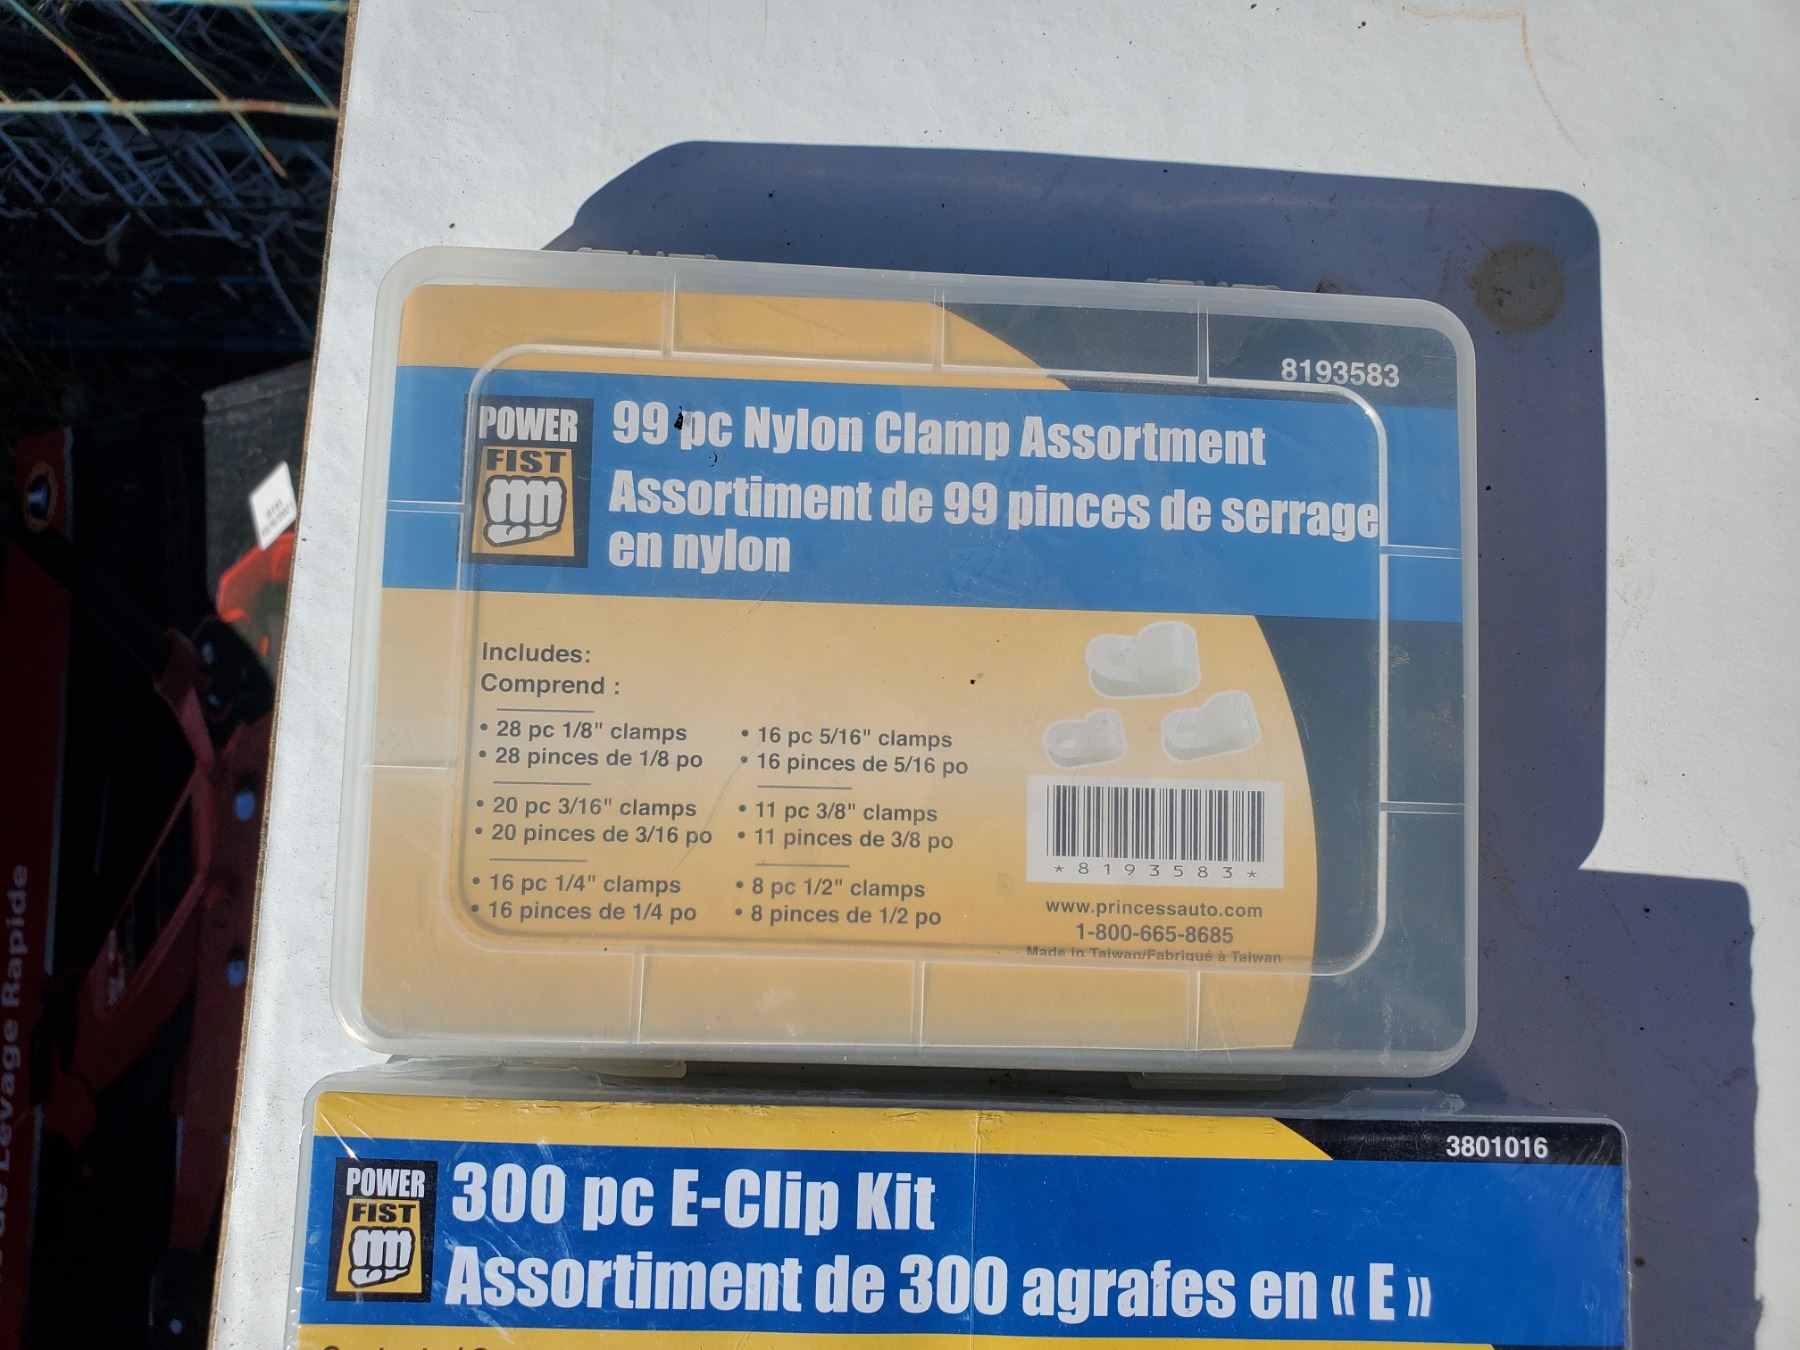 8193583
POWER
FIST
99 pc Nylon Clamp Assortment
Assortiment de 99 pinces de serrage
en nylon
Includes:
Comprend :
• 28 pc 1/8" clamps
• 28 pinces de 1/8 po
• 20 pc 3/16" clamps
• 20 pinces de 3/16 po
• 16 pc 1/4" clamps
• 16 pinces de 1/4 po
• 16 pc 5/16" clamps
• 16 pinces de 5/16 po
• 11 pc 3/8" clamps
• 11 pinces de 3/8 po
• 8 pc 1/2" clamps
• 8 pinces de 1/2 po
*8193583*
www.princessauto.com
1-800-665-8685
Made in Taiwan/Fabriqué à Taiwan
3801016
POWER
FIST
300 pc E-Clip Kit
Assortiment de 300 agrafes en « E »
Levage Rapide